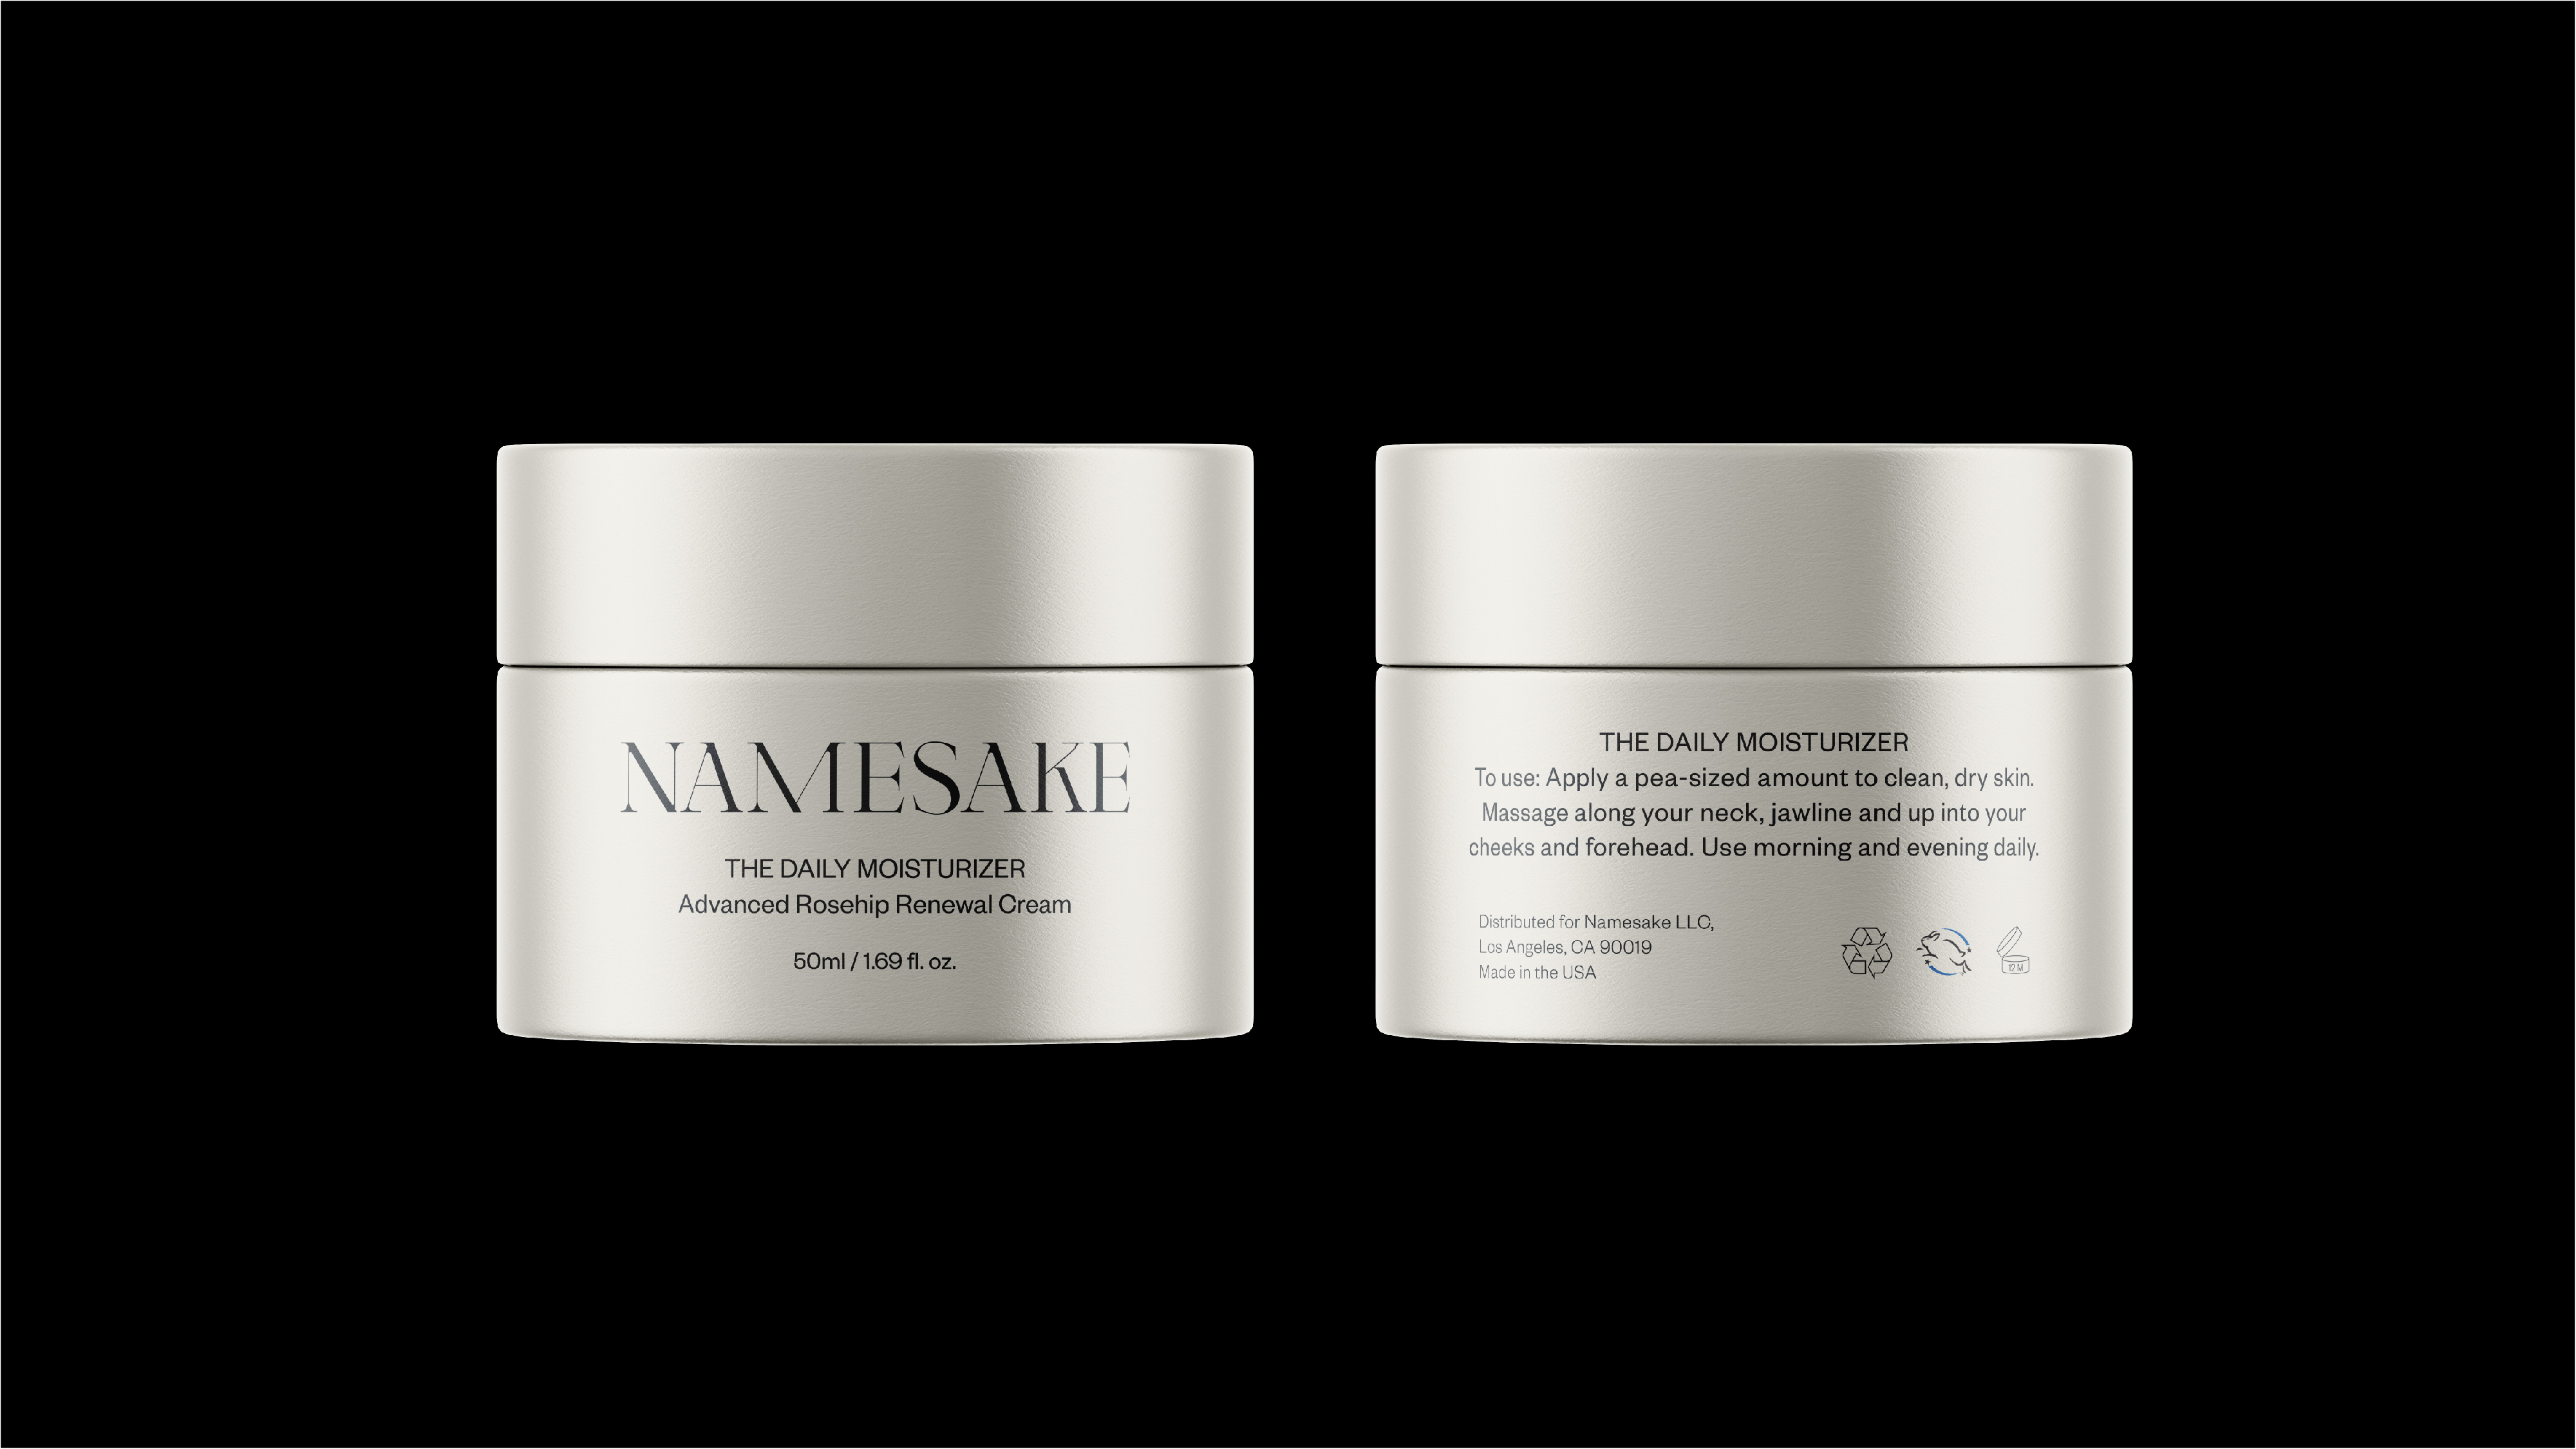 NAMESAKE
THE DAILY MOISTURIZER
Advanced Rosehip Renewal Cream
50ml / 1.69 fl. oz.
THE DAILY MOISTURIZER
To use: Apply a pea-sized amount to clean, dry skin.
Massage along your neck, jawline and up into your
cheeks and forehead. Use morning and evening daily.
Distributed for Namesake LLC,
Los Angeles, CA 90019
Made in the USA
12 M